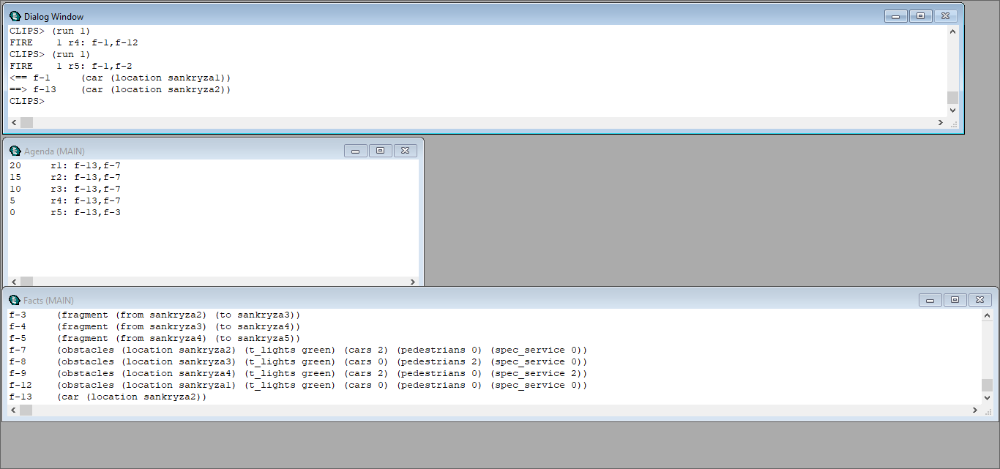 Dialog Window
CLIPS> (run 1)
FIRE    1 r4: f-1,f-12
CLIPS> (run 1)
FIRE    1 r5: f-1,f-2
<== f-1     (car (location sankryza1))
==> f-13    (car (location sankryza2))
CLIPS>
Agenda (MAIN)
20     r1: f-13,f-7
15     r2: f-13,f-7
10     r3: f-13,f-7
5      r4: f-13,f-7
0      r5: f-13,f-3
Facts (MAIN)
f-3     (fragment (from sankryza2) (to sankryza3))
f-4     (fragment (from sankryza3) (to sankryza4))
f-5     (fragment (from sankryza4) (to sankryza5))
f-7     (obstacles (location sankryza2) (t_lights green) (cars 2) (pedestrians 0) (spec_service 0))
f-8     (obstacles (location sankryza3) (t_lights green) (cars 0) (pedestrians 2) (spec_service 0))
f-9     (obstacles (location sankryza4) (t_lights green) (cars 2) (pedestrians 0) (spec_service 2))
f-12    (obstacles (location sankryza1) (t_lights green) (cars 0) (pedestrians 0) (spec_service 0))
f-13    (car (location sankryza2))